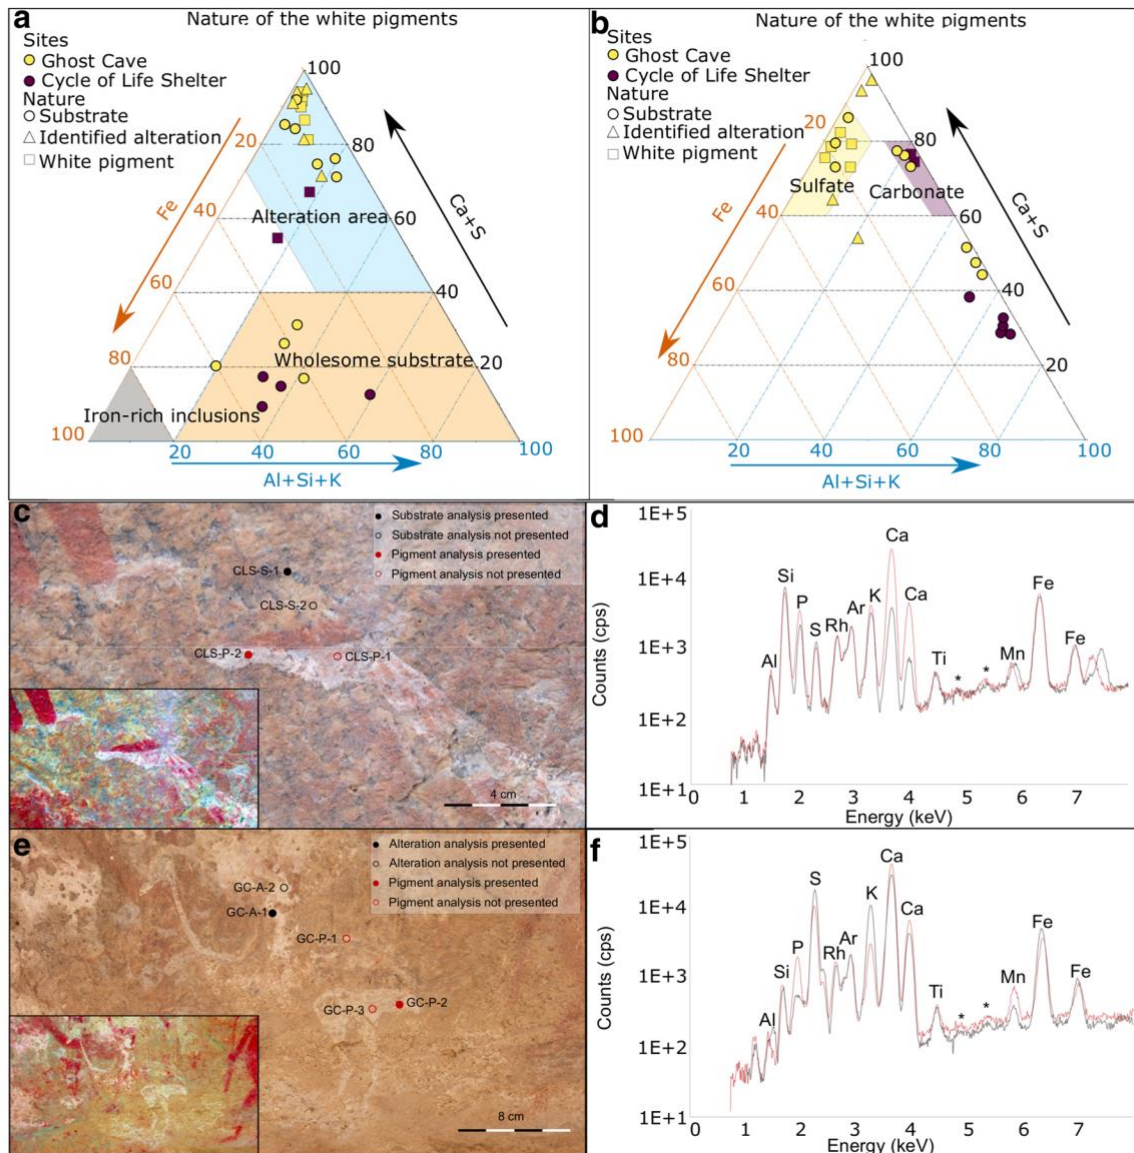 a
Nature of the white pigments
Sites
Ghost Cave
Cycle of Life Shelter
Nature
Substrate
Identified alteration
White pigment
100
20
80
Fe
Ca+S
40
Alteration area
60
60
40
80
Wholesome substrate
20
Iron-rich inclusions
100
20
40
60
80
100
Al+Si+K
b
Nature of the white pigments
Sites
Ghost Cave
Cycle of Life Shelter
Nature
Substrate
Identified alteration
White pigment
100
20
80
Fe
Sulfate
Carbonate
Ca+S
40
60
60
40
80
20
100
20
40
60
80
100
Al+Si+K
c
Substrate analysis presented
Substrate analysis not presented
Pigment analysis presented
Pigment analysis not presented
CLS-S-1
CLS-S-2
CLS-P-2
CLS-P-1
4 cm
d
1E+5
1E+4
1E+3
1E+2
1E+1
Counts (cps)
Al
Si
P
S
Rh
Ar
K
Ca
Ca
Ti
*
*
Mn
Fe
Fe
0 1 2 3 4 5 6 7
Energy (keV)
e
Alteration analysis presented
Alteration analysis not presented
Pigment analysis presented
Pigment analysis not presented
GC-A-2
GC-A-1
GC-P-1
GC-P-3
GC-P-2
8 cm
f
1E+5
1E+4
1E+3
1E+2
1E+1
Counts (cps)
Al
Si
P
S
Rh
Ar
K
Ca
Ca
Ti
*
*
Mn
Fe
Fe
0 1 2 3 4 5 6 7
Energy (keV)